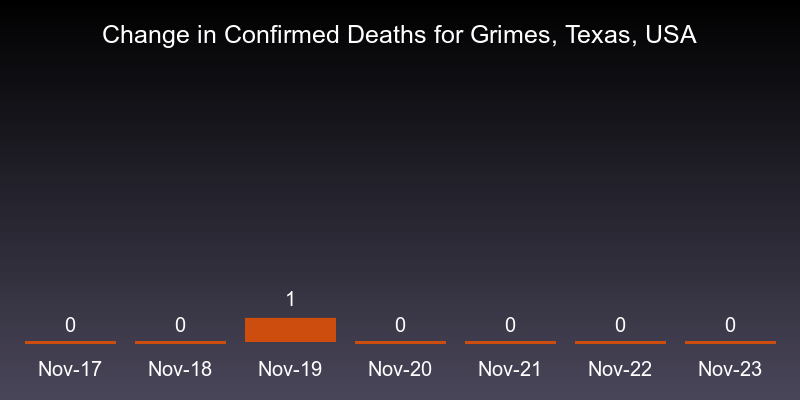 Change in Confirmed Deaths for Grimes, Texas, USA
1
0 0 0 0 0 0
Nov-17 Nov-18 Nov-19 Nov-20 Nov-21 Nov-22 Nov-23